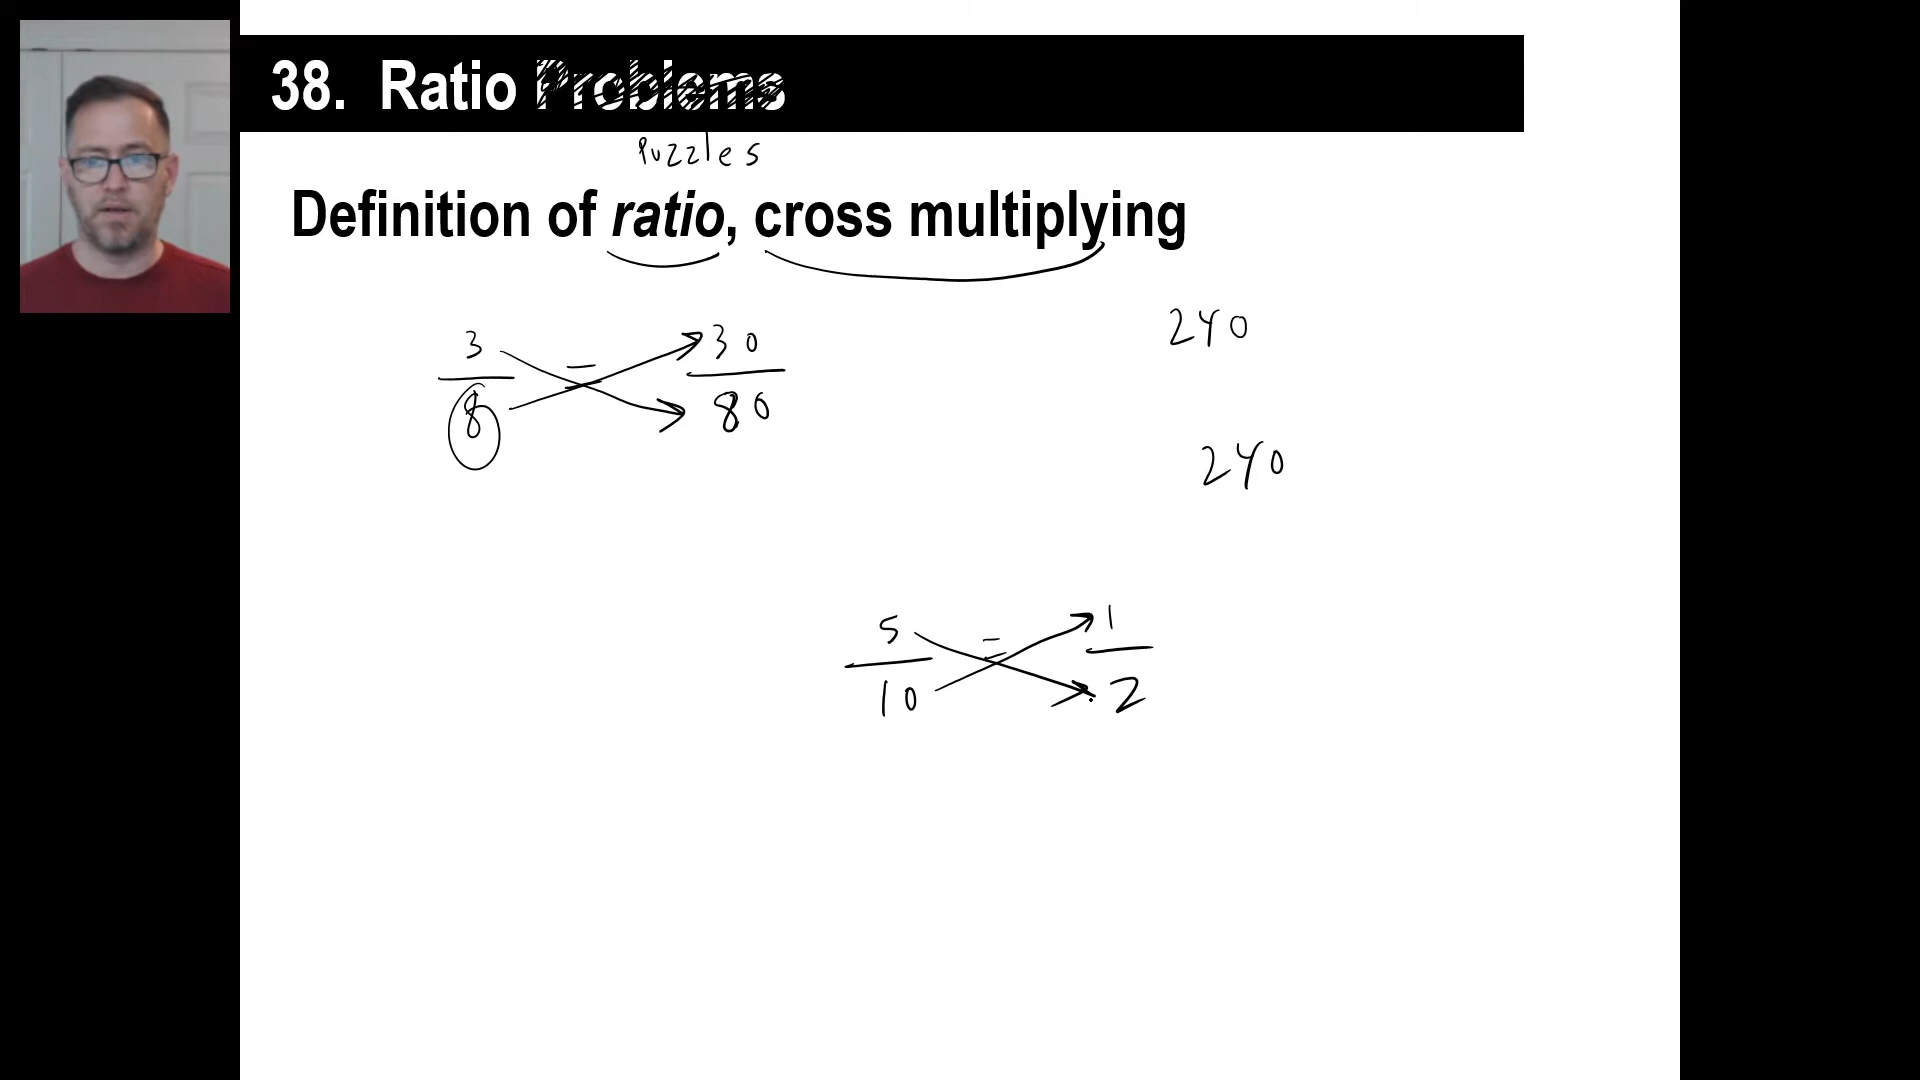 38. Ratio Problems
Puzzles
Definition of ratio, cross multiplying
3 = 30
8 80
240
240
5 = 1
10 2